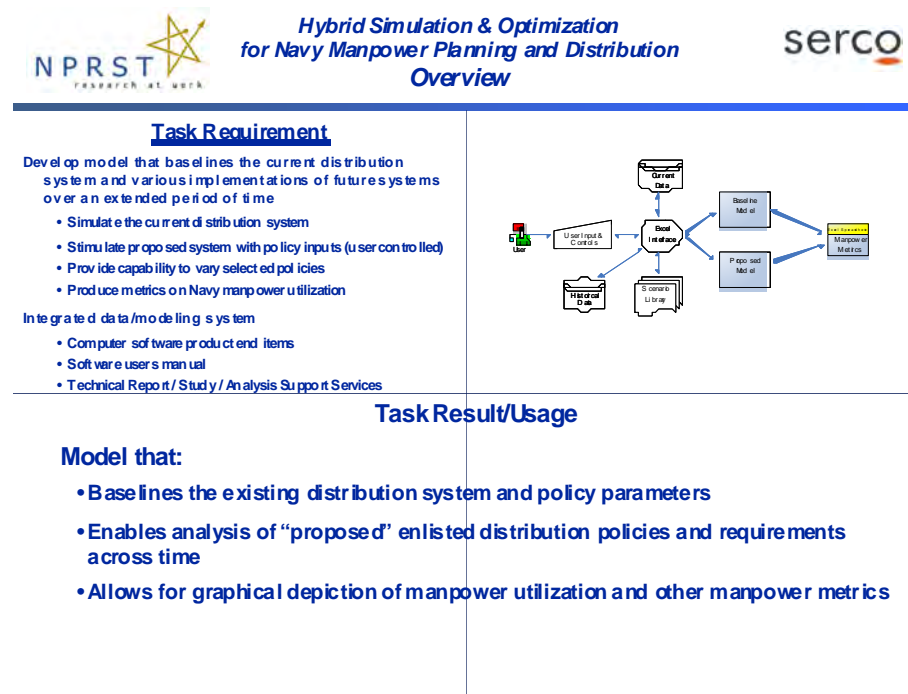 NPRST
research at work
Hybrid Simulation & Optimization
for Navy Manpower Planning and Distribution
Overview
serco
Task Requirement
Develop model that baselines the current distribution
system and various implementations of future systems
over an extended period of time
• Simulate the current distribution system
• Stimulate proposed system with policy inputs (user controlled)
• Provide capability to vary selected policies
• Produce metrics on Navy manpower utilization
Integrated data/modeling system
• Computer software product end items
• Software users manual
• Technical Report / Study / Analysis Support Services
Current
Data
User
User Input &
Controls
Excel
Interface
Historical
Data
Scenario
Library
Baseline
Model
Proposed
Model
Manpower
Metrics
Task Result/Usage
Model that:
• Baselines the existing distribution system and policy parameters
• Enables analysis of “proposed” enlisted distribution policies and requirements
across time
• Allows for graphical depiction of manpower utilization and other manpower metrics